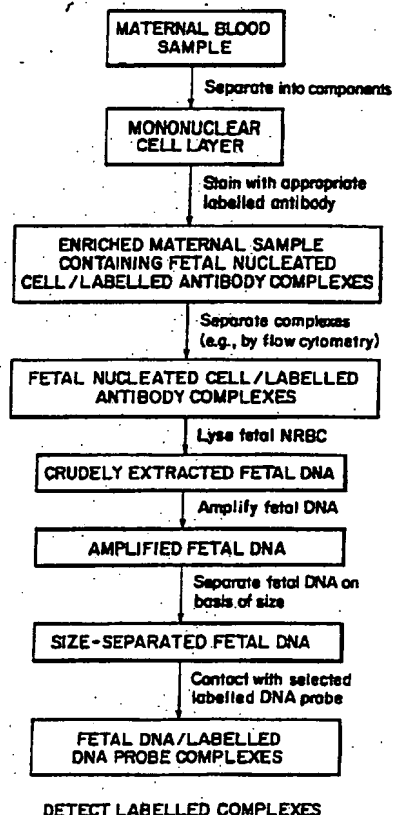 MATERNAL BLOOD
SAMPLE
Separate into components
MONONUCLEAR
CELL LAYER
Stain with appropriate
labelled antibody
ENRICHED MATERNAL SAMPLE
CONTAINING FETAL NUCLEATED
CELL/LABELLED ANTIBODY COMPLEXES
Separate complexes
(e.g., by flow cytometry)
FETAL NUCLEATED CELL/LABELLED
ANTIBODY COMPLEXES
Lyse fetal NRBC
CRUDELY EXTRACTED FETAL DNA
Amplify fetal DNA
AMPLIFIED FETAL DNA
Separate fetal DNA on
basis of size
SIZE-SEPARATED FETAL DNA
Contact with selected
labelled DNA probe
FETAL DNA/LABELLED
DNA PROBE COMPLEXES
DETECT LABELLED COMPLEXES